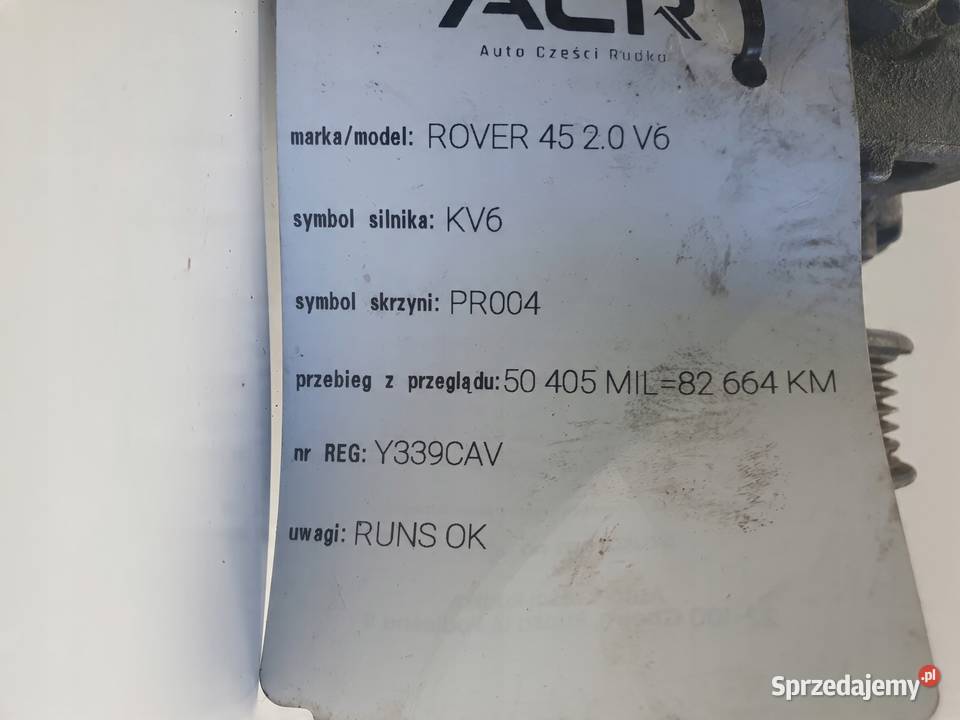 ACR
Auto Części Rudka
marka/model: ROVER 45 2.0 V6
symbol silnika: KV6
symbol skrzyni: PR004
przebieg z przeglądu: 50 405 MIL=82 664 KM
nr REG: Y339CAV
uwagi: RUNS OK
Sprzedajemy.pl